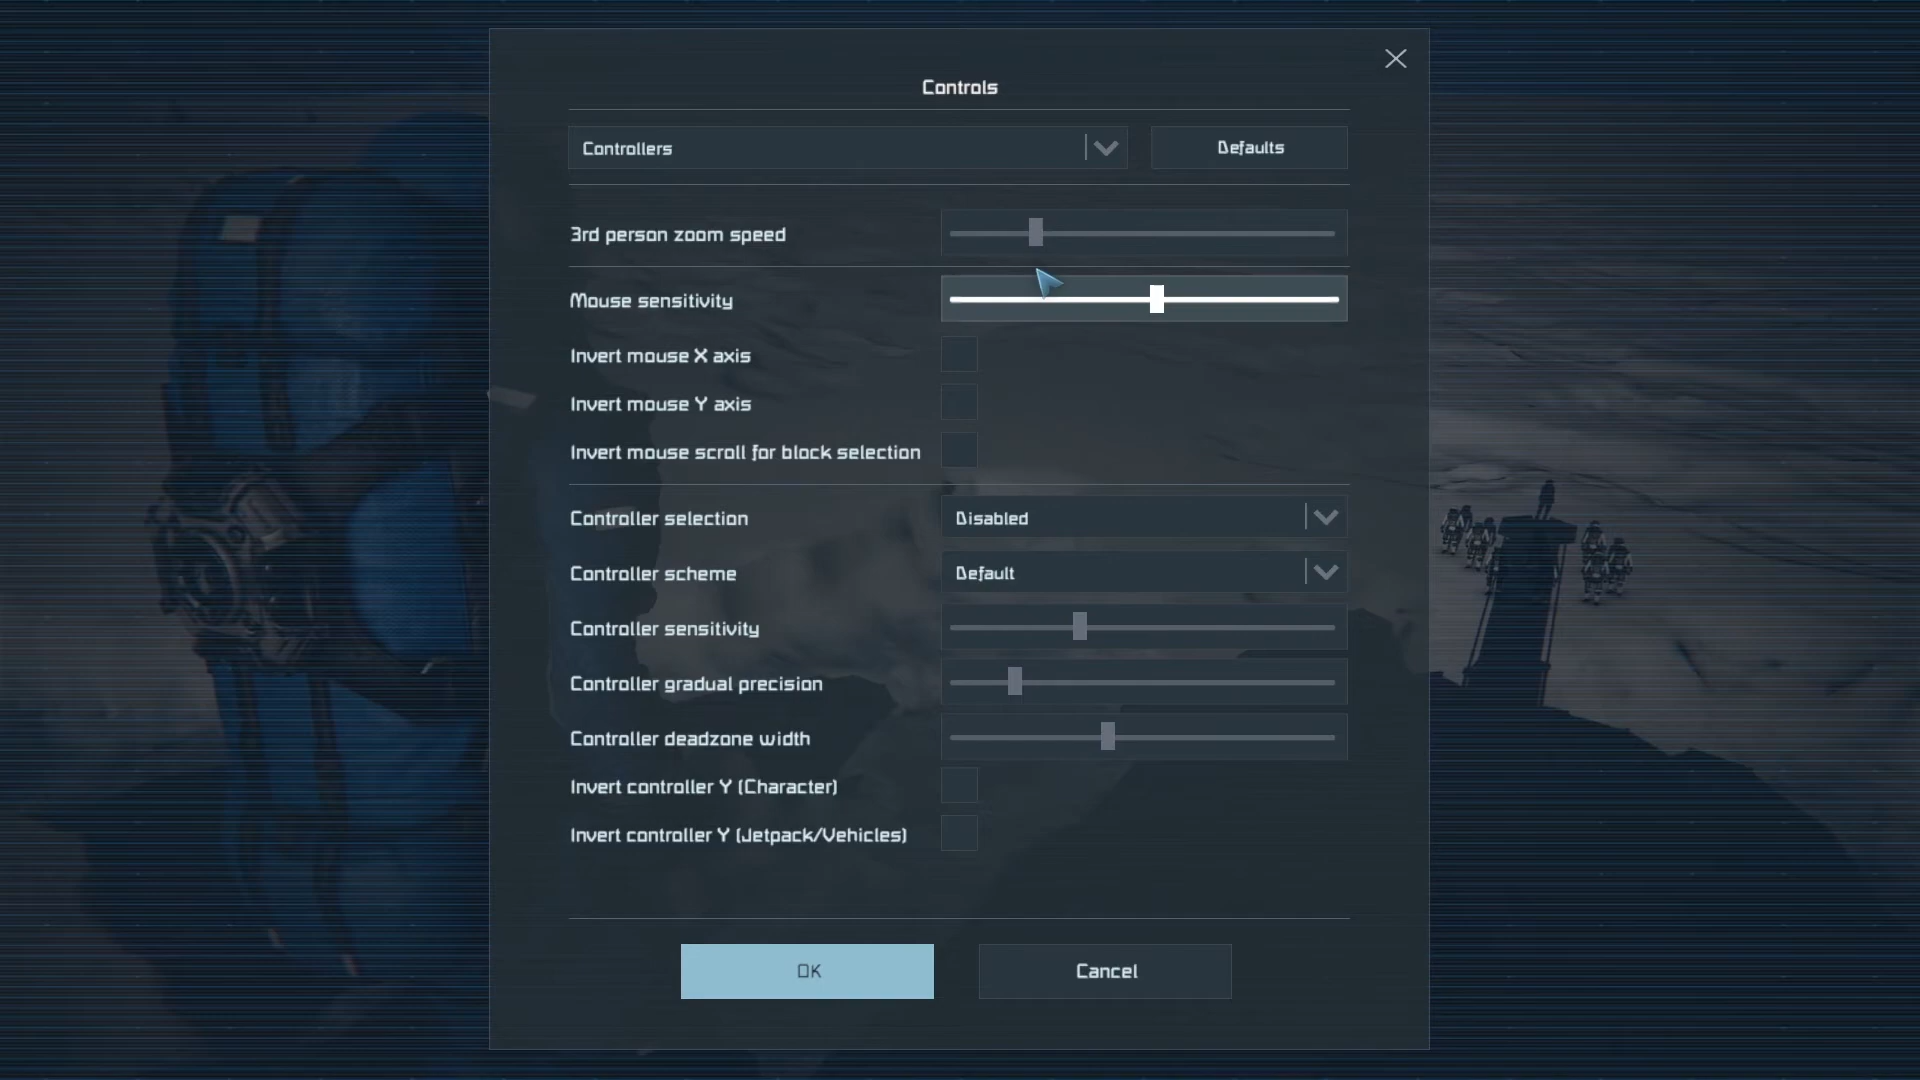 Controls
Controllers
Defaults
3rd person zoom speed
Mouse sensitivity
Invert mouse X axis
Invert mouse Y axis
Invert mouse scroll for block selection
Controller selection
Disabled
Controller scheme
Default
Controller sensitivity
Controller gradual precision
Controller deadzone width
Invert controller Y (Character)
Invert controller Y (Jetpack/Vehicles)
OK
Cancel